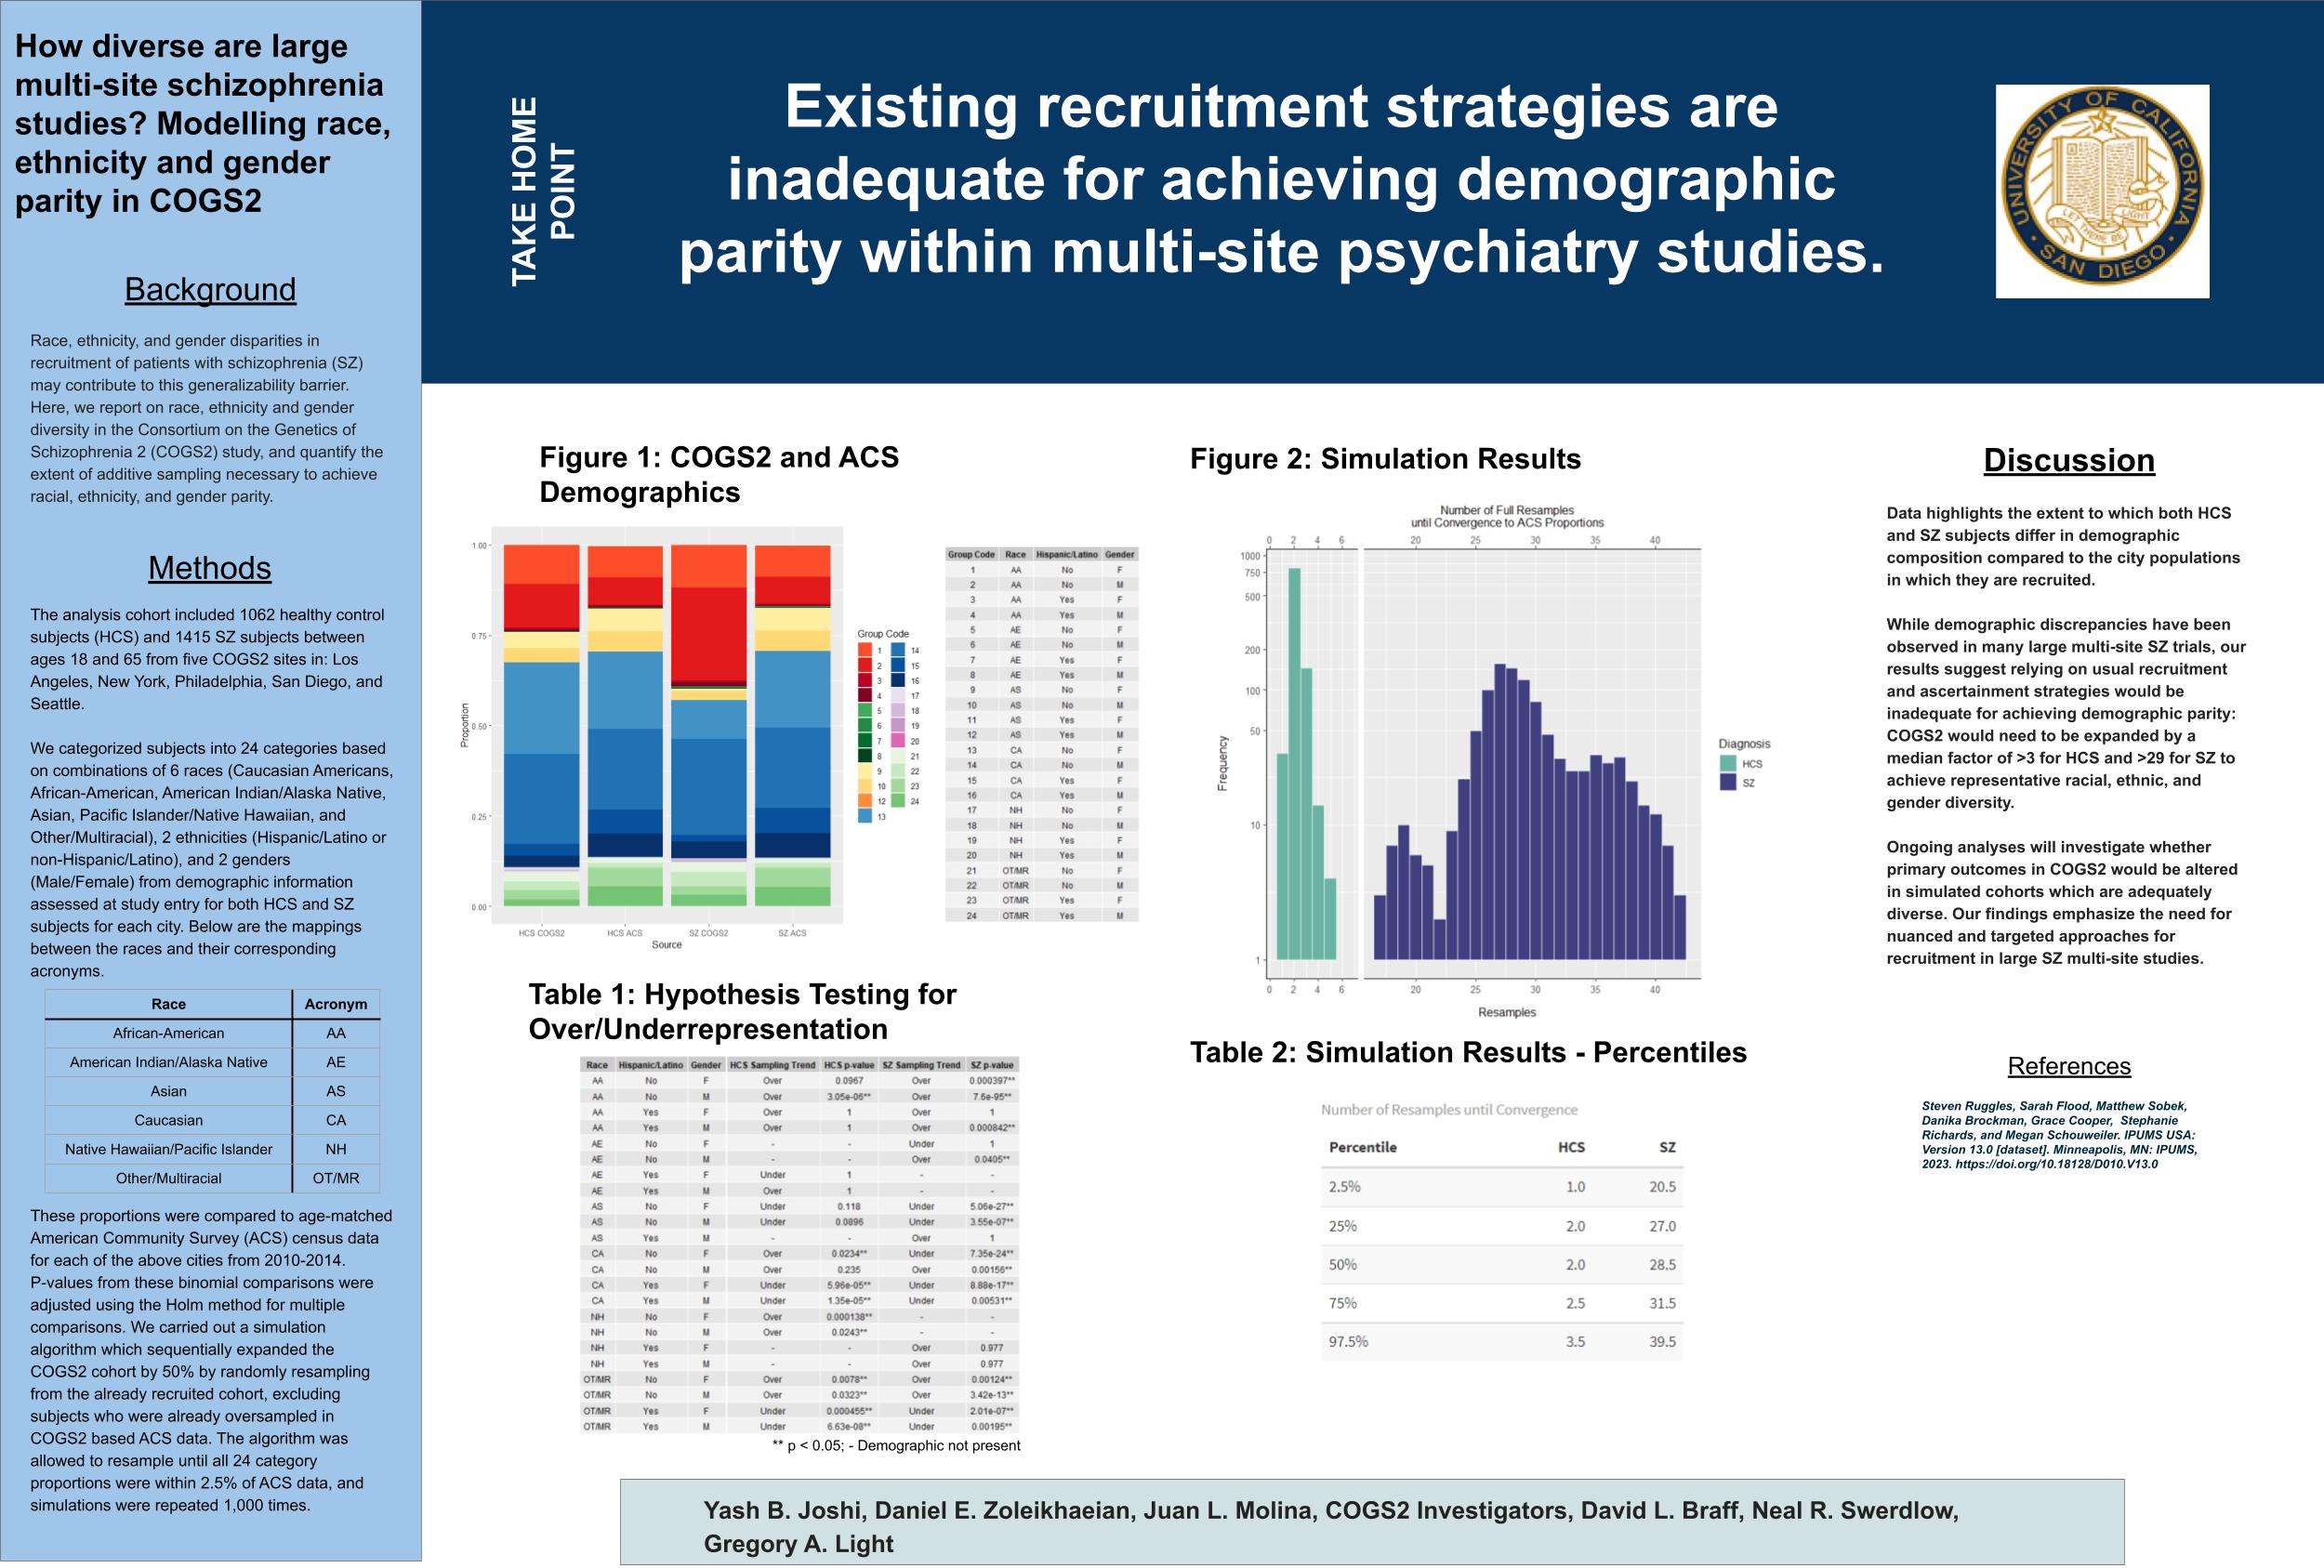 How diverse are large
multi-site schizophrenia
studies? Modelling race,
ethnicity and gender
parity in COGS2
Background
Race, ethnicity, and gender disparities in
recruitment of patients with schizophrenia (SZ)
may contribute to this generalizability barrier.
Here, we report on race, ethnicity and gender
diversity in the Consortium on the Genetics of
Schizophrenia 2 (COGS2) study, and quantify the
extent of additive sampling necessary to achieve
racial, ethnicity, and gender parity.
Methods
The analysis cohort included 1062 healthy control
subjects (HCS) and 1415 SZ subjects between
ages 18 and 65 from five COGS2 sites in: Los
Angeles, New York, Philadelphia, San Diego, and
Seattle.
We categorized subjects into 24 categories based
on combinations of 6 races (Caucasian Americans,
African-American, American Indian/Alaska Native,
Asian, Pacific Islander/Native Hawaiian, and
Other/Multiracial), 2 ethnicities (Hispanic/Latino or
non-Hispanic/Latino), and 2 genders
(Male/Female) from demographic information
assessed at study entry for both HCS and SZ
subjects for each city. Below are the mappings
between the races and their corresponding
acronyms.
Race Acronym
African-American AA
American Indian/Alaska Native AE
Asian AS
Caucasian CA
Native Hawaiian/Pacific Islander NH
Other/Multiracial OT/MR
These proportions were compared to age-matched
American Community Survey (ACS) census data
for each of the above cities from 2010-2014.
P-values from these binomial comparisons were
adjusted using the Holm method for multiple
comparisons. We carried out a simulation
algorithm which sequentially expanded the
COGS2 cohort by 50% by randomly resampling
from the already recruited cohort, excluding
subjects who were already oversampled in
COGS2 based ACS data. The algorithm was
allowed to resample until all 24 category
proportions were within 2.5% of ACS data, and
simulations were repeated 1,000 times.
TAKE HOME
POINT
Existing recruitment strategies are
inadequate for achieving demographic
parity within multi-site psychiatry studies.
UNIVERSITY OF CALIFORNIA
LET THERE BE LIGHT
SAN DIEGO
Figure 1: COGS2 and ACS
Demographics
1.00
0.75
0.50
0.25
0.00
Proportion
HCS COGS2 HCS ACS SZ COGS2 SZ ACS
Source
Group Code
1 14
2 15
3 16
4 17
5 18
6 19
7 20
8 21
9 22
10 23
12 24
13
Group Code Race Hispanic/Latino Gender
1 AA No F
2 AA No M
3 AA Yes F
4 AA Yes M
5 AE No F
6 AE No M
7 AE Yes F
8 AE Yes M
9 AS No F
10 AS No M
11 AS Yes F
12 AS Yes M
13 CA No F
14 CA No M
15 CA Yes F
16 CA Yes M
17 NH No F
18 NH No M
19 NH Yes F
20 NH Yes M
21 OT/MR No F
22 OT/MR No M
23 OT/MR Yes F
24 OT/MR Yes M
Table 1: Hypothesis Testing for
Over/Underrepresentation
Race Hispanic/Latino Gender HCS Sampling Trend HCS p-value SZ Sampling Trend SZ p-value
AA No F Over 0.0967 Over 0.000397**
AA No M Over 3.05e-06** Over 7.6e-95**
AA Yes F Over 1 Over 1
AA Yes M Over 1 Over 0.000842**
AE No F - - Under 1
AE No M - - Over 0.0405**
AE Yes F Under 1 - -
AE Yes M Over 1 - -
AS No F Under 0.118 Under 5.06e-27**
AS No M Under 0.0896 Under 3.55e-07**
AS Yes M - - Over 1
CA No F Over 0.0234** Under 7.35e-24**
CA No M Over 0.235 Over 0.00156**
CA Yes F Under 5.96e-05** Under 8.88e-17**
CA Yes M Under 1.35e-05** Under 0.00531**
NH No F Over 0.000138** - -
NH No M Over 0.0243** - -
NH Yes F - - Over 0.977
NH Yes M - - Over 0.977
OT/MR No F Over 0.0078** Over 0.00124**
OT/MR No M Over 0.0323** Over 3.42e-13**
OT/MR Yes F Under 0.000455** Under 2.01e-07**
OT/MR Yes M Under 6.63e-08** Under 0.00195**
** p < 0.05; - Demographic not present
Figure 2: Simulation Results
Number of Full Resamples
until Convergence to ACS Proportions
0 2 4 6 20 25 30 35 40
1000
750
500
200
100
50
10
1
Frequency
0 2 4 6 20 25 30 35 40
Resamples
Diagnosis
HCS
SZ
Table 2: Simulation Results - Percentiles
Number of Resamples until Convergence
Percentile HCS SZ
2.5% 1.0 20.5
25% 2.0 27.0
50% 2.0 28.5
75% 2.5 31.5
97.5% 3.5 39.5
Discussion
Data highlights the extent to which both HCS
and SZ subjects differ in demographic
composition compared to the city populations
in which they are recruited.
While demographic discrepancies have been
observed in many large multi-site SZ trials, our
results suggest relying on usual recruitment
and ascertainment strategies would be
inadequate for achieving demographic parity:
COGS2 would need to be expanded by a
median factor of >3 for HCS and >29 for SZ to
achieve representative racial, ethnic, and
gender diversity.
Ongoing analyses will investigate whether
primary outcomes in COGS2 would be altered
in simulated cohorts which are adequately
diverse. Our findings emphasize the need for
nuanced and targeted approaches for
recruitment in large SZ multi-site studies.
References
Steven Ruggles, Sarah Flood, Matthew Sobek,
Danika Brockman, Grace Cooper, Stephanie
Richards, and Megan Schouweiler. IPUMS USA:
Version 13.0 [dataset]. Minneapolis, MN: IPUMS,
2023. https://doi.org/10.18128/D010.V13.0
Yash B. Joshi, Daniel E. Zoleikhaeian, Juan L. Molina, COGS2 Investigators, David L. Braff, Neal R. Swerdlow,
Gregory A. Light